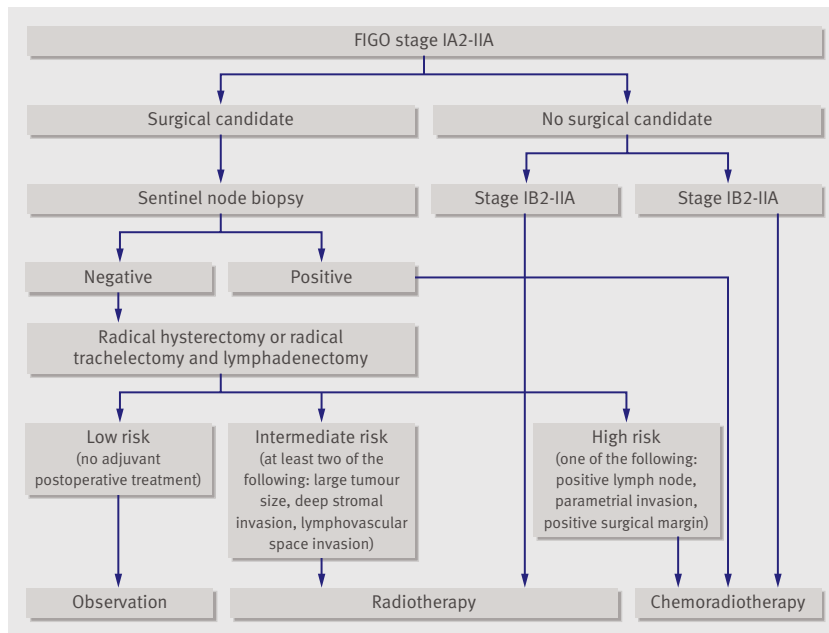 FIGO stage IA2-IIA
Surgical candidate
No surgical candidate
Sentinel node biopsy
Stage IB2-IIA
Stage IB2-IIA
Negative
Positive
Radical hysterectomy or radical
trachelectomy and lymphadenectomy
Low risk
(no adjuvant
postoperative treatment)
Intermediate risk
(at least two of the
following: large tumour
size, deep stromal
invasion, lymphovascular
space invasion)
High risk
(one of the following:
positive lymph node,
parametrial invasion,
positive surgical margin)
Observation
Radiotherapy
Chemoradiotherapy